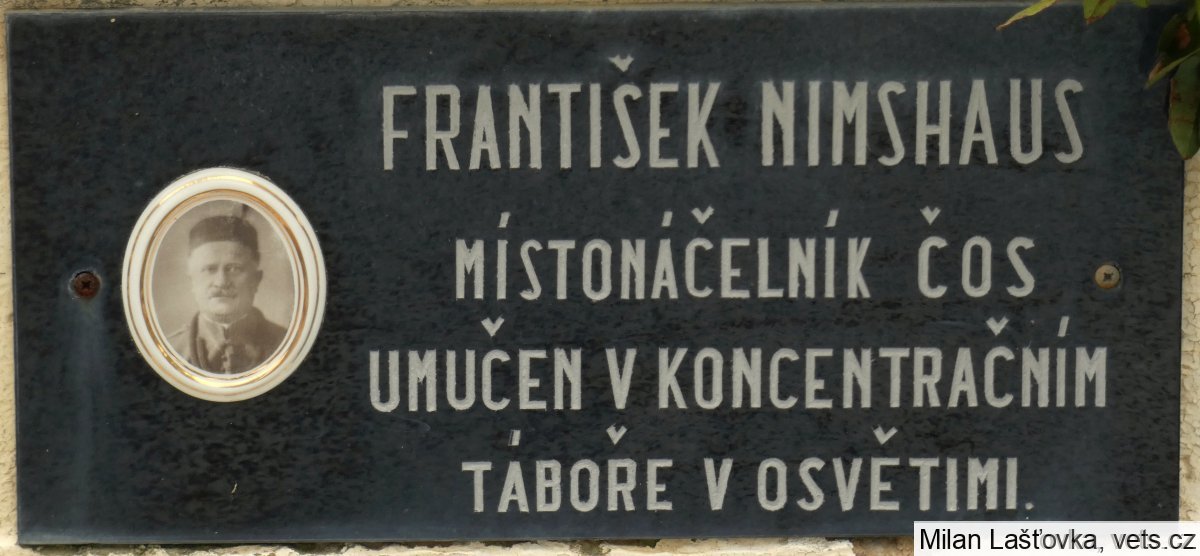 FRANTIŠEK NIMSHAUS
MÍSTONÁČELNÍK ČOS
UMUČEN V KONCENTRAČNÍM
TÁBOŘE V OSVĚTIMI.
Milan Lašťovka, vets.cz